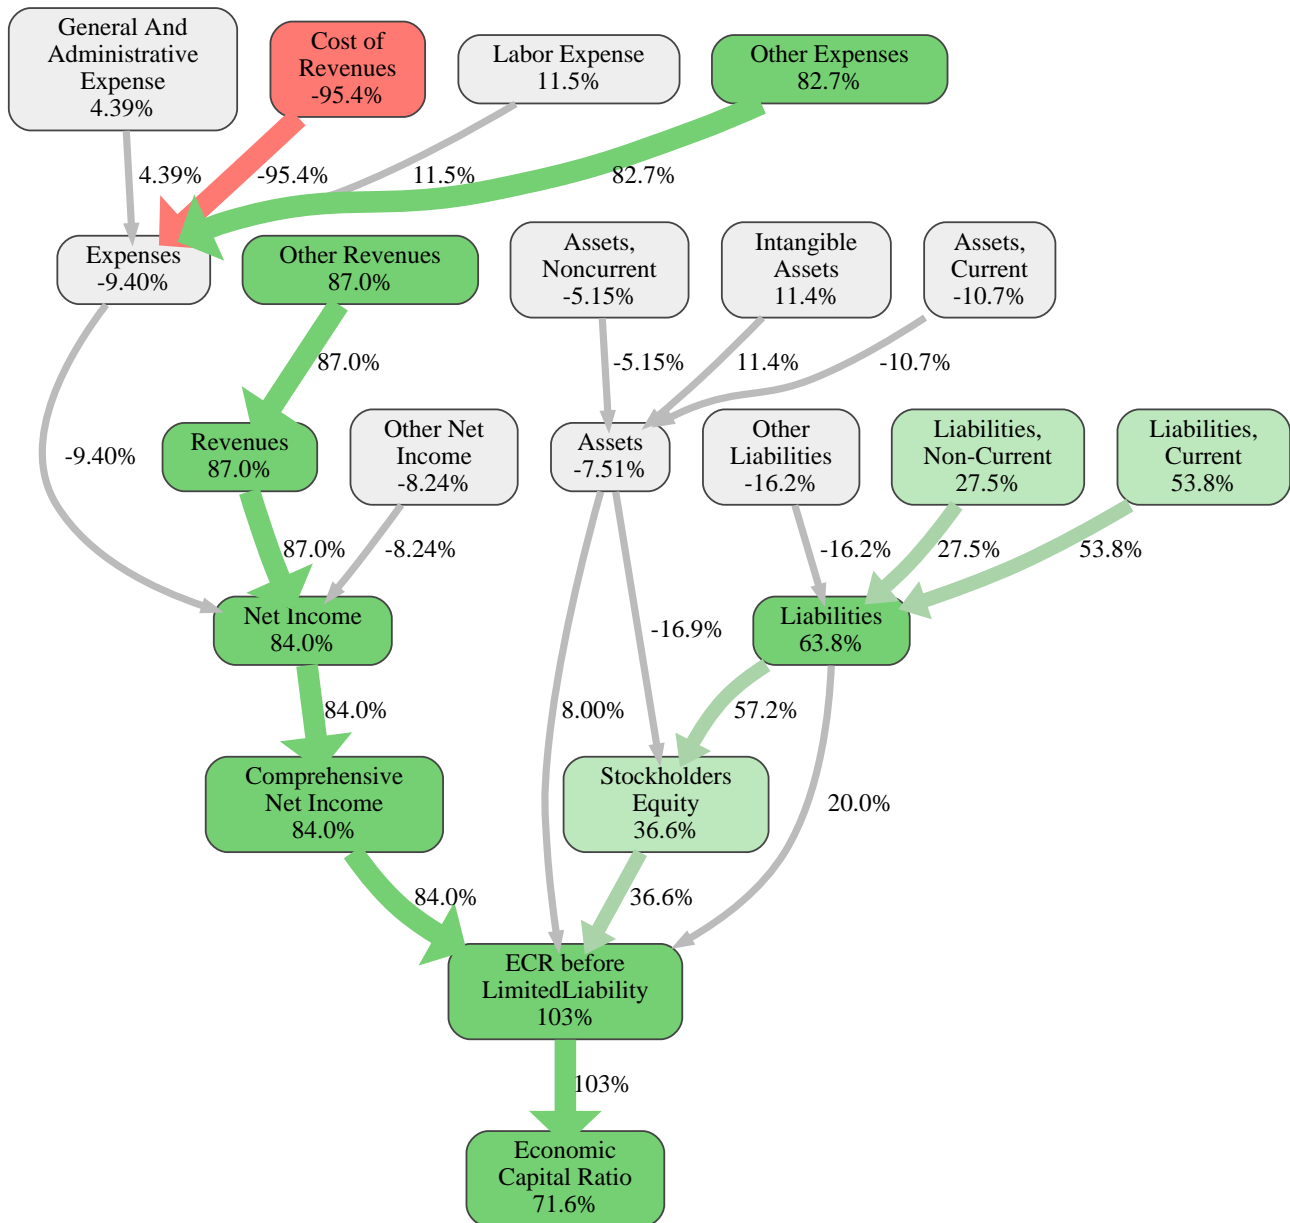 General And
Administrative
Expense
4.39%
Cost of
Revenues
-95.4%
Labor Expense
11.5%
Other Expenses
82.7%
4.39%
-95.4%
11.5%
82.7%
Expenses
-9.40%
Other Revenues
87.0%
Assets,
Noncurrent
-5.15%
Intangible
Assets
11.4%
Assets,
Current
-10.7%
87.0%
-5.15%
11.4%
-10.7%
-9.40%
Revenues
87.0%
Other Net
Income
-8.24%
Assets
-7.51%
Other
Liabilities
-16.2%
Liabilities,
Non-Current
27.5%
Liabilities,
Current
53.8%
87.0%
-8.24%
-16.2%
27.5%
53.8%
Net Income
84.0%
-16.9%
Liabilities
63.8%
84.0%
8.00%
57.2%
20.0%
Comprehensive
Net Income
84.0%
Stockholders
Equity
36.6%
84.0%
36.6%
ECR before
LimitedLiability
103%
103%
Economic
Capital Ratio
71.6%